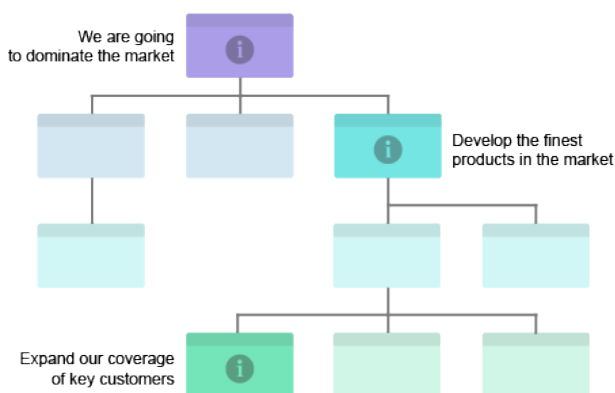 We are going
to dominate the market
i
Develop the finest
products in the market
i
Expand our coverage
of key customers
i